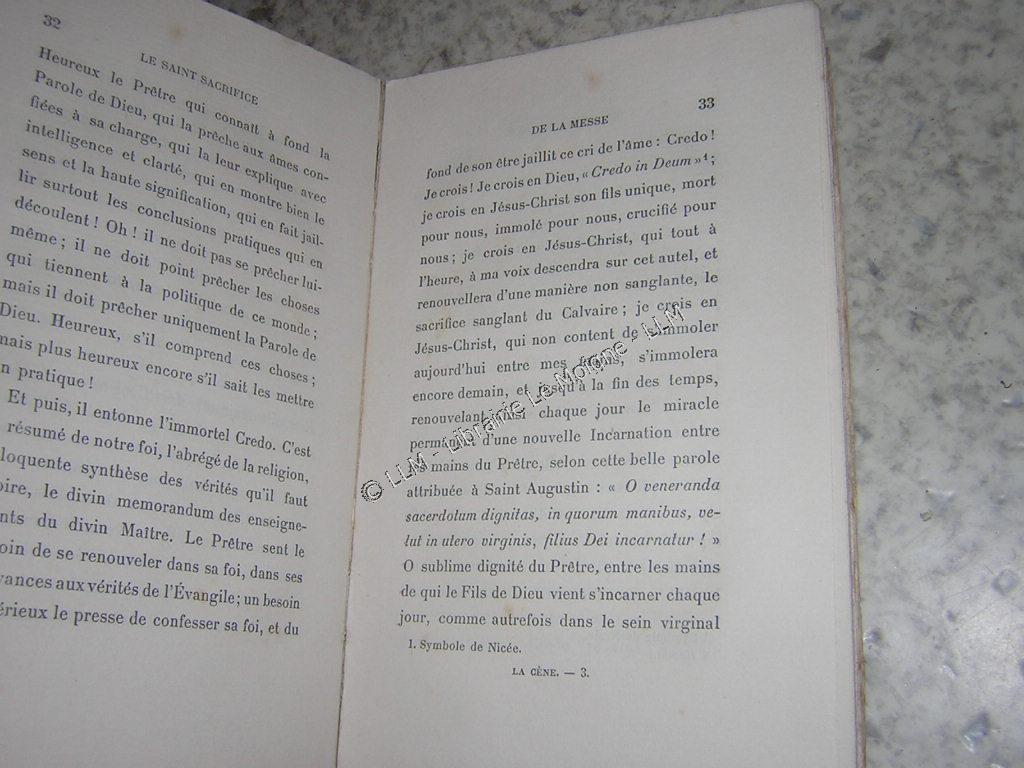 32
LE SAINT SACRIFICE
Heureux le Prêtre qui connaît à fond la
Parole de Dieu, qui la prêche aux âmes con-
fiées à sa charge, qui la leur explique avec
intelligence et clarté, qui en montre bien le
sens et la haute signification, qui en fait jail-
lir surtout les conclusions pratiques qui en
découlent ! Oh ! il ne doit pas se prêcher lui-
même ; il ne doit point prêcher les choses
qui tiennent à la politique de ce monde ;
mais il doit prêcher uniquement la Parole de
Dieu. Heureux, s'il comprend ces choses ;
mais plus heureux encore s'il sait les mettre
n pratique !
Et puis, il entonne l'immortel Credo. C'est
résumé de notre foi, l'abrégé de la religion,
loquente synthèse des vérités qu'il faut
oire, le divin memorandum des enseigne-
nts du divin Maître. Le Prêtre sent le
oin de se renouveler dans sa foi, dans ses
yances aux vérités de l'Évangile ; un besoin
érieux le presse de confesser sa foi, et du
33
DE LA MESSE
fond de son être jaillit ce cri de l'âme : Credo !
Je crois ! Je crois en Dieu, « Credo in Deum »¹ ;
je crois en Jésus-Christ son fils unique, mort
pour nous, immolé pour nous, crucifié pour
nous ; je crois en Jésus-Christ, qui tout à
l'heure, à ma voix descendra sur cet autel, et
renouvellera d'une manière non sanglante, le
sacrifice sanglant du Calvaire ; je crois en
Jésus-Christ, qui non content de s'immoler
aujourd'hui entre mes mains, s'immolera
encore demain, et jusqu'à la fin des temps,
renouvelant ainsi chaque jour le miracle
permanent d'une nouvelle Incarnation entre
les mains du Prêtre, selon cette belle parole
attribuée à Saint Augustin : « O veneranda
sacerdotum dignitas, in quorum manibus, ve-
lut in utero virginis, filius Dei incarnatur ! »
O sublime dignité du Prêtre, entre les mains
de qui le Fils de Dieu vient s'incarner chaque
jour, comme autrefois dans le sein virginal
1. Symbole de Nicée.
LA CÈNE. — 3.
© LLM - Librairie Le Moigne - LLM